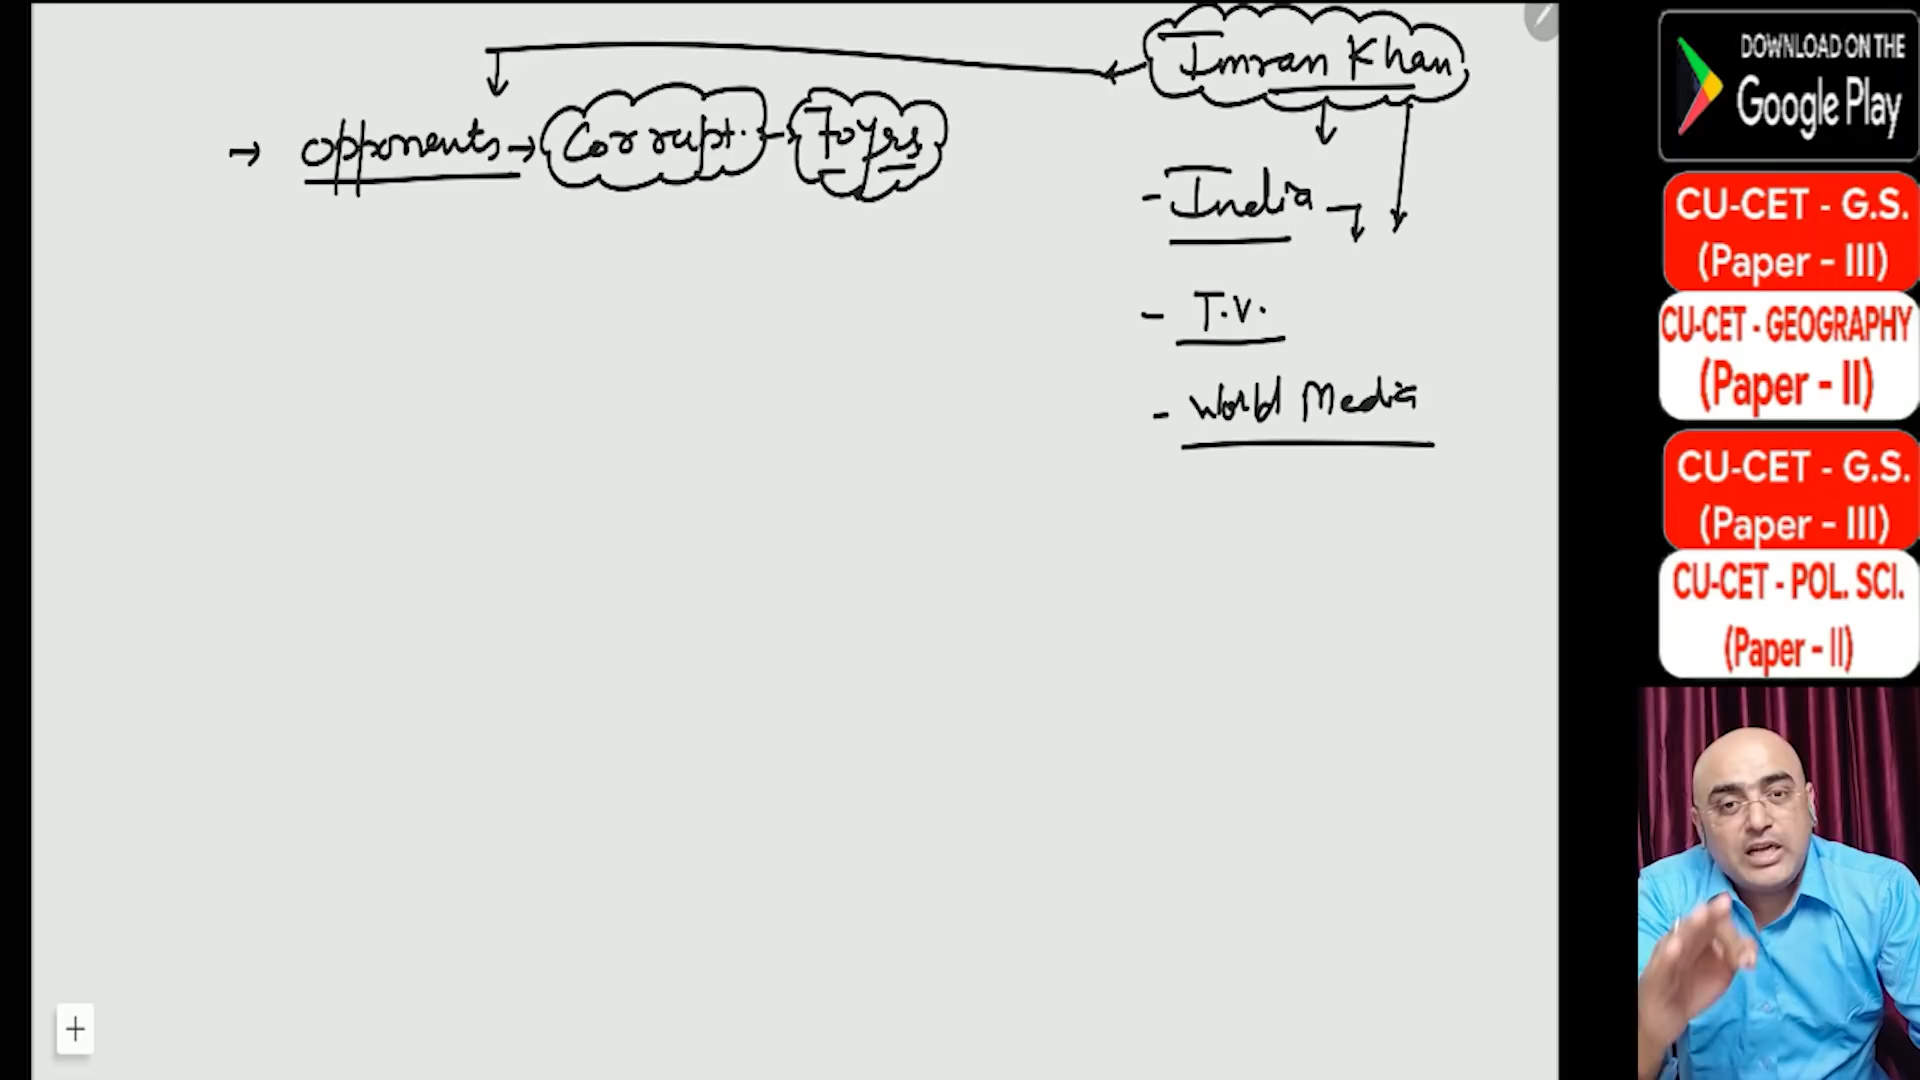 Imran Khan
→ opponents → Corrupt. - 70yrs
- India
- T.V.
- World Media
DOWNLOAD ON THE
Google Play
CU-CET - G.S.
(Paper - III)
CU-CET - GEOGRAPHY
(Paper - II)
CU-CET - G.S.
(Paper - III)
CU-CET - POL. SCI.
(Paper - II)
+